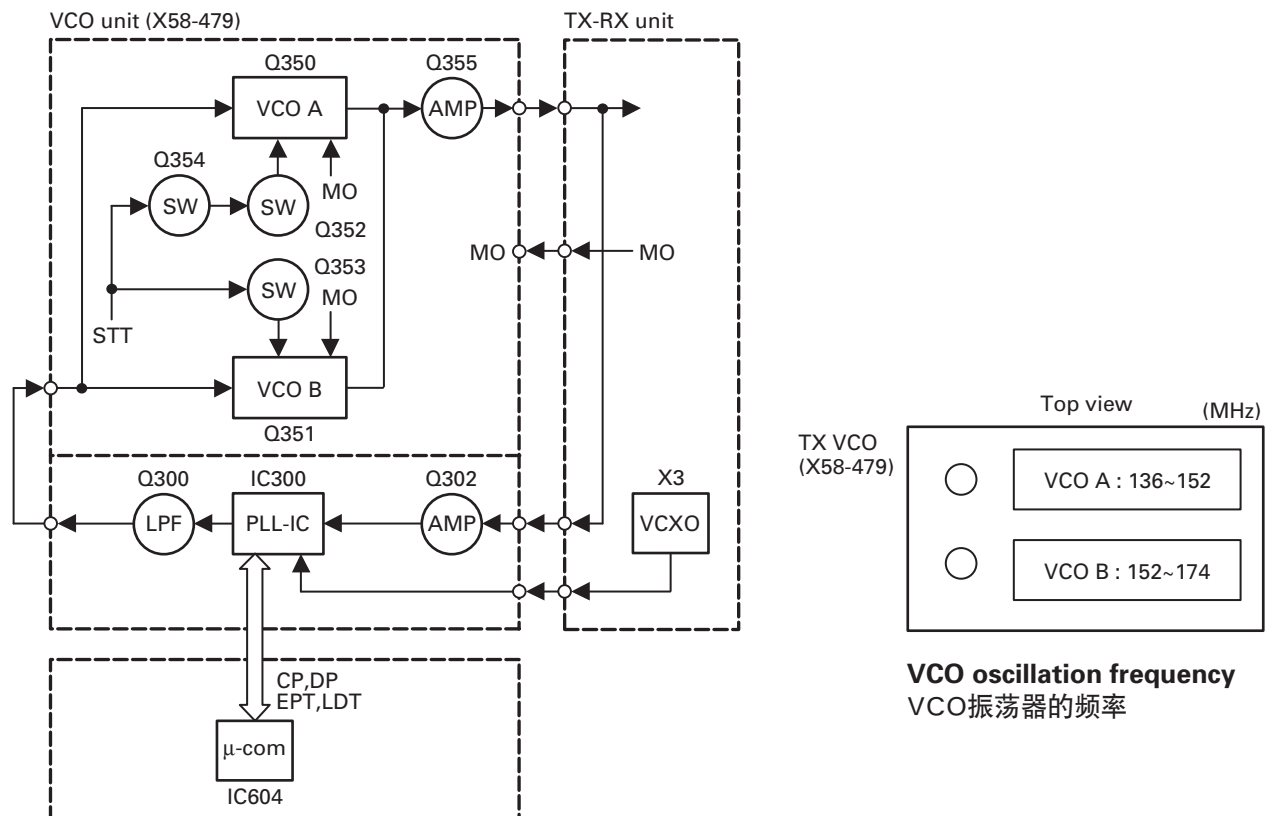 VCO unit (X58-479)
TX-RX unit
Q350
Q355
VCO A
AMP
Q354
SW
SW
MO
Q352
MO
MO
Q353
SW
MO
STT
VCO B
Q351
Q300
IC300
Q302
X3
LPF
PLL-IC
AMP
VCXO
CP,DP
EPT,LDT
μ-com
IC604
Top view
(MHz)
TX VCO
(X58-479)
VCO A : 136~152
VCO B : 152~174
VCO oscillation frequency
VCO振荡器的频率